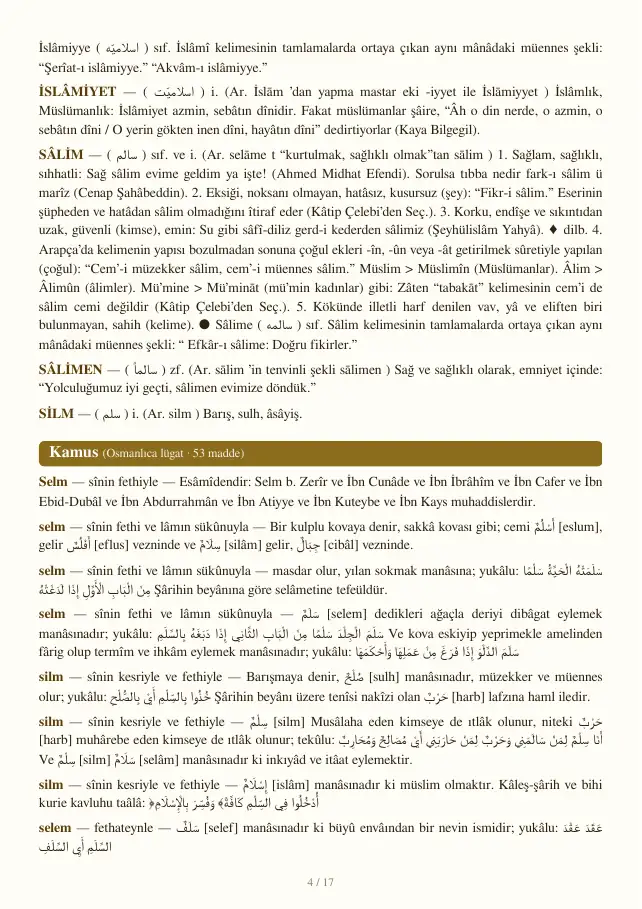 İslâmiyye ( اسلاميّه ) sıf. İslâmî kelimesinin tamlamalarda ortaya çıkan aynı mânâdaki müennes şekli:
“Şerîat-ı islâmiyye.” “Akvâm-ı islâmiyye.”
İSLÂMİYET — ( اسلاميّت ) i. (Ar. İslām ’dan yapma mastar eki -iyyet ile İslāmiyyet ) İslâmlık,
Müslümanlık: İslâmiyet azmin, sebâtın dînidir. Fakat müslümanlar şâire, “Âh o din nerde, o azmin, o
sebâtın dîni / O yerin gökten inen dîni, hayâtın dîni” dedirtiyorlar (Kaya Bilgegil).
SÂLİM — ( سالم ) sıf. ve i. (Ar. selāme t “kurtulmak, sağlıklı olmak”tan sālim ) 1. Sağlam, sağlıklı,
sıhhatli: Sağ sâlim evime geldim ya işte! (Ahmed Midhat Efendi). Sorulsa tıbba nedir fark-ı sâlim ü
marîz (Cenap Şahâbeddin). 2. Eksiği, noksanı olmayan, hatâsız, kusursuz (şey): “Fikr-i sâlim.” Eserinin
şüpheden ve hatâdan sâlim olmadığını îtiraf eder (Kâtip Çelebi’den Seç.). 3. Korku, endîşe ve sıkıntıdan
uzak, güvenli (kimse), emin: Su gibi sâfî-diliz gerd-i kederden sâlimiz (Şeyhülislâm Yahyâ). ♦ dilb. 4.
Arapça’da kelimenin yapısı bozulmadan sonuna çoğul ekleri -în, -ûn veya -ât getirilmek sûretiyle yapılan
(çoğul): “Cem’-i müzekker sâlim, cem’-i müennes sâlim.” Müslim > Müslimîn (Müslümanlar). Âlim >
Âlimûn (âlimler). Mü’mine > Mü’minât (mü’min kadınlar) gibi: Zâten “tabakāt” kelimesinin cem’i de
sâlim cemi değildir (Kâtip Çelebi’den Seç.). 5. Kökünde illetli harf denilen vav, yâ ve eliften biri
bulunmayan, sahih (kelime). ● Sâlime ( سالمه ) sıf. Sâlim kelimesinin tamlamalarda ortaya çıkan aynı
mânâdaki müennes şekli: “ Efkâr-ı sâlime: Doğru fikirler.”
SÂLİMEN — ( سالماً ) zf. (Ar. sālim ’in tenvinli şekli sālimen ) Sağ ve sağlıklı olarak, emniyet içinde:
“Yolculuğumuz iyi geçti, sâlimen evimize döndük.”
SİLM — ( سلم ) i. (Ar. silm ) Barış, sulh, âsâyiş.
Kamus (Osmanlıca lügat · 53 madde)
Selm — sînin fethiyle — Esâmîdendir: Selm b. Zerîr ve İbn Cunâde ve İbn İbrâhîm ve İbn Cafer ve İbn
Ebid-Dubâl ve İbn Abdurrahmân ve İbn Atiyye ve İbn Kuteybe ve İbn Kays muhaddislerdir.
selm — sînin fethi ve lâmın sükûnuyla — Bir kulplu kovaya denir, sakkâ kovası gibi; cemi أَسْلُمٌ [eslum],
gelir أَفْلُسٌ [eflus] vezninde ve سِلَامٌ [silâm] gelir, جِبَالٌ [cibâl] vezninde.
selm — sînin fethi ve lâmın sükûnuyla — masdar olur, yılan sokmak manâsına; yukâlu: سَلَمَتْهُ الْحَيَّةُ سَلْمًا
مِنَ الْبَابِ الْأَوَّلِ إِذَا لَدَغَتْهُ Şârihin beyânına göre selâmetine tefeüldür.
selm — sînin fethi ve lâmın sükûnuyla — سَلَمٌ [selem] dedikleri ağaçla deriyi dibâgat eylemek
manâsınadır; yukâlu: سَلَمَ الْجِلْدَ سَلْمًا مِنَ الْبَابِ الثَّانِي إِذَا دَبَغَهُ بِالسَّلَمِ Ve kova eskiyip yeprimekle amelinden
fârig olup termîm ve ihkâm eylemek manâsınadır; yukâlu: سَلَمَ الدَّلْوَ إِذَا فَرَغَ مِنْ عَمَلِهَا وَأَحْكَمَهَا
silm — sînin kesriyle ve fethiyle — Barışmaya denir, صُلْحٌ [sulh] manâsınadır, müzekker ve müennes
olur; yukâlu: خُذُوا بِالسِّلْمِ أَيْ بِالصُّلْحِ Şârihin beyânı üzere tenîsi nakîzi olan حَرْبٌ [harb] lafzına haml iledir.
silm — sînin kesriyle ve fethiyle — سِلْمٌ [silm] Musâlaha eden kimseye de ıtlâk olunur, niteki حَرْبٌ
[harb] muhârebe eden kimseye de ıtlâk olunur; tekûlu: أَنَا سِلْمٌ لِمَنْ سَالَمَنِي وَحَرْبٌ لِمَنْ حَارَبَنِي أَيْ مُصَالِحٌ وَمُحَارِبٌ
Ve سِلْمٌ [silm] سَلَامٌ [selâm] manâsınadır ki inkıyâd ve itâat eylemektir.
silm — sînin kesriyle ve fethiyle — إِسْلَامٌ [islâm] manâsınadır ki müslim olmaktır. Kâleş-şârih ve bihi
kurie kavluhu taâlâ: ﴿أُدْخُلُوا فِي السِّلْمِ كَافَّةً﴾ وَفُسِّرَ بِالْإِسْلَامِ
selem — fethateynle — سَلَفٌ [selef] manâsınadır ki büyû envâından bir nevin ismidir; yukâlu: عَقَدَ عَقْدَ
السَّلَمِ أَيِ السَّلَفِ
4 / 17